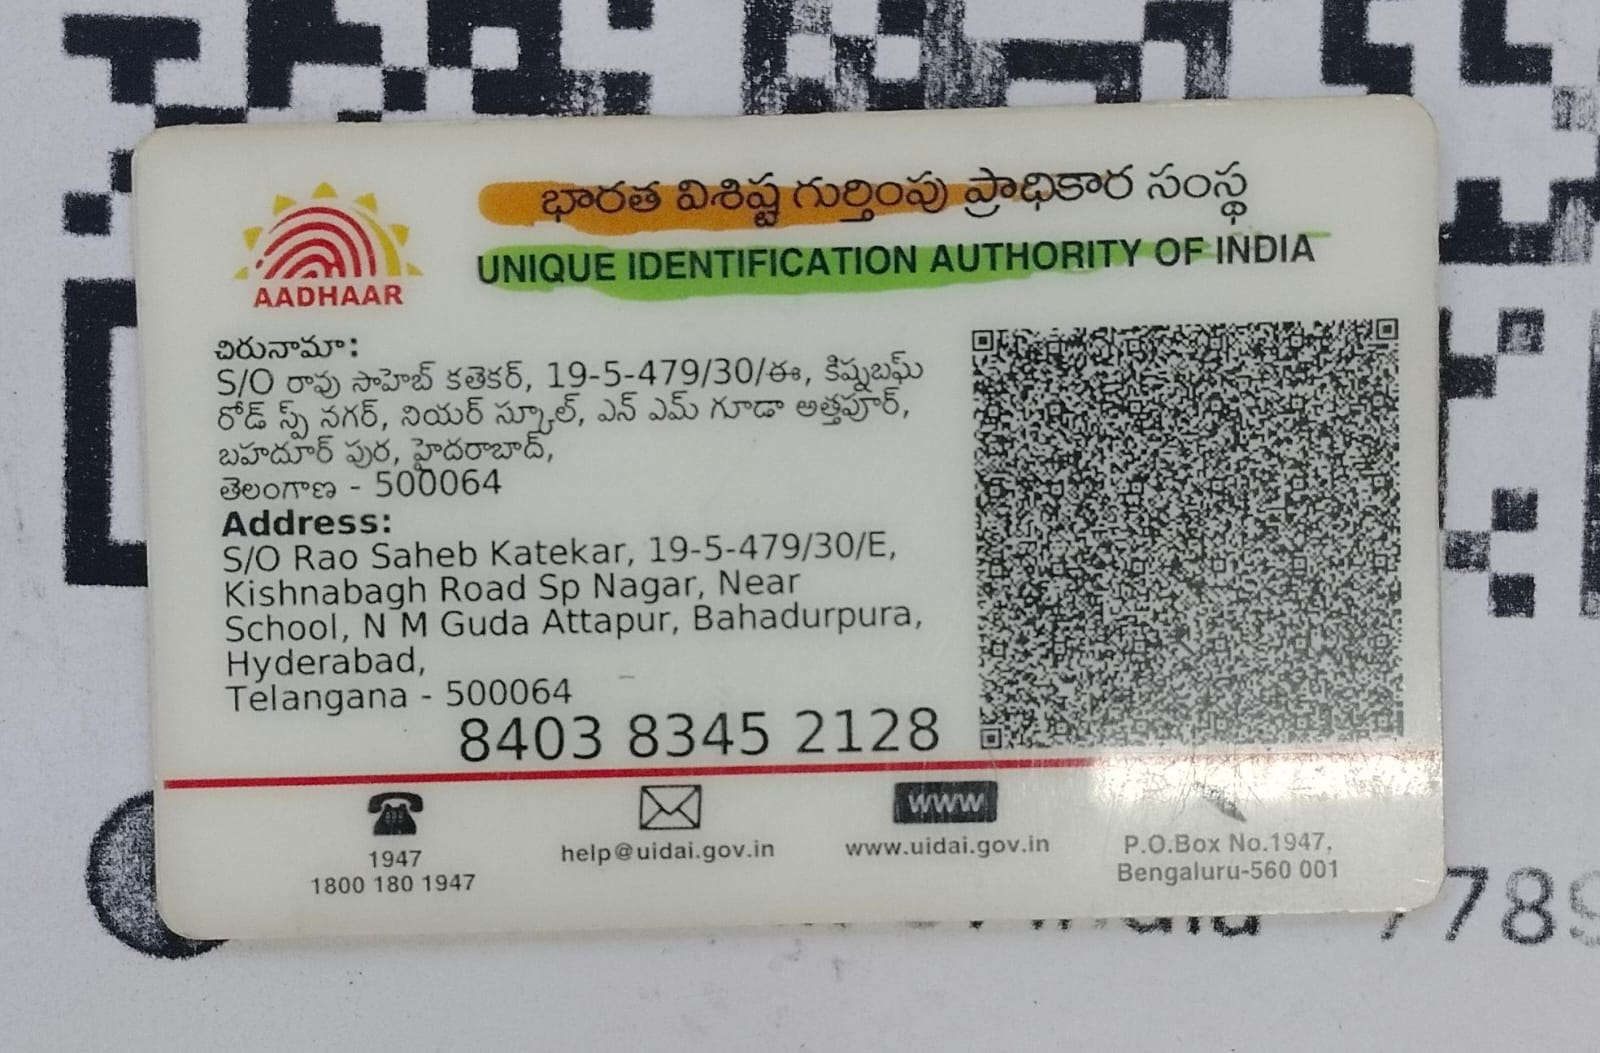 భారత విశిష్ట గుర్తింపు ప్రాధికార సంస్థ
UNIQUE IDENTIFICATION AUTHORITY OF INDIA
AADHAAR
చిరునామా:
S/O రావు సాహెబ్ కతెకర్, 19-5-479/30/ఈ, కిష్నబఘ్
రోడ్ స్ప్ నగర్, నియర్ స్కూల్, ఎన్ ఎమ్ గూడా అత్తపూర్,
బహదూర్ పుర, హైదరాబాద్,
తెలంగాణ - 500064
Address:
S/O Rao Saheb Katekar, 19-5-479/30/E,
Kishnabagh Road Sp Nagar, Near
School, N M Guda Attapur, Bahadurpura,
Hyderabad,
Telangana - 500064
8403 8345 2128
www
1947
1800 180 1947
help@uidai.gov.in
www.uidai.gov.in
P.O.Box No.1947,
Bengaluru-560 001